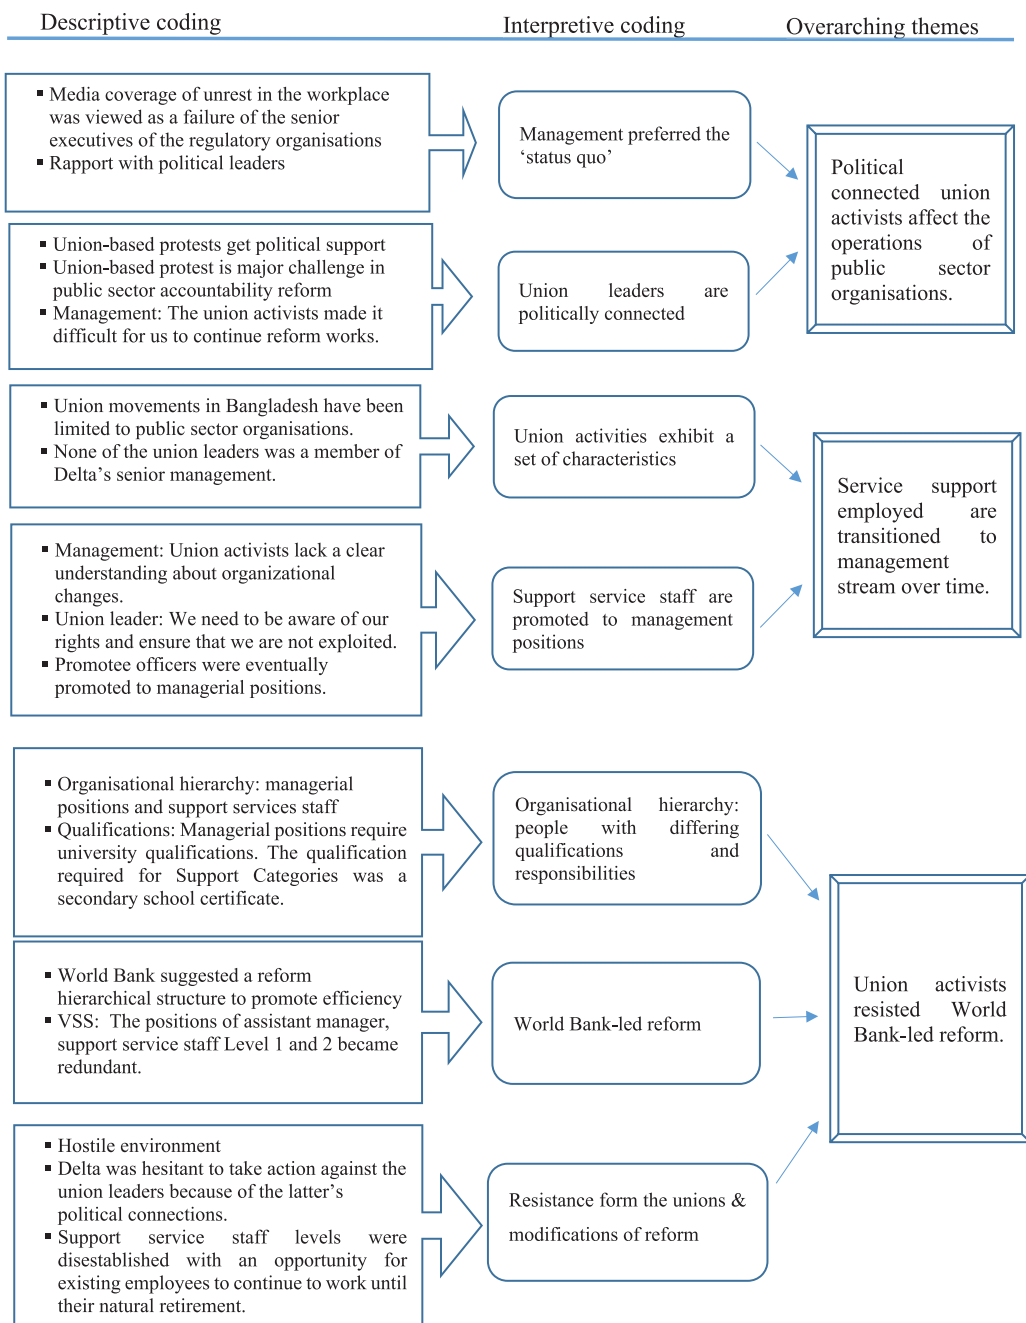 Descriptive coding
Interpretive coding
Overarching themes
▪ Media coverage of unrest in the workplace
was viewed as a failure of the senior
executives of the regulatory organisations
▪ Rapport with political leaders
Management preferred the
‘status quo’
▪ Union-based protests get political support
▪ Union-based protest is major challenge in
public sector accountability reform
▪ Management: The union activists made it
difficult for us to continue reform works.
Union leaders are
politically connected
Political
connected union
activists affect the
operations of
public sector
organisations.
▪ Union movements in Bangladesh have been
limited to public sector organisations.
▪ None of the union leaders was a member of
Delta’s senior management.
Union activities exhibit a
set of characteristics
▪ Management: Union activists lack a clear
understanding about organizational
changes.
▪ Union leader: We need to be aware of our
rights and ensure that we are not exploited.
▪ Promotee officers were eventually
promoted to managerial positions.
Support service staff are
promoted to management
positions
Service support
employed are
transitioned to
management
stream over time.
▪ Organisational hierarchy: managerial
positions and support services staff
▪ Qualifications: Managerial positions require
university qualifications. The qualification
required for Support Categories was a
secondary school certificate.
Organisational hierarchy:
people with differing
qualifications and
responsibilities
▪ World Bank suggested a reform
hierarchical structure to promote efficiency
▪ VSS: The positions of assistant manager,
support service staff Level 1 and 2 became
redundant.
World Bank-led reform
▪ Hostile environment
▪ Delta was hesitant to take action against the
union leaders because of the latter’s
political connections.
▪ Support service staff levels were
disestablished with an opportunity for
existing employees to continue to work until
their natural retirement.
Resistance form the unions &
modifications of reform
Union activists
resisted World
Bank-led reform.